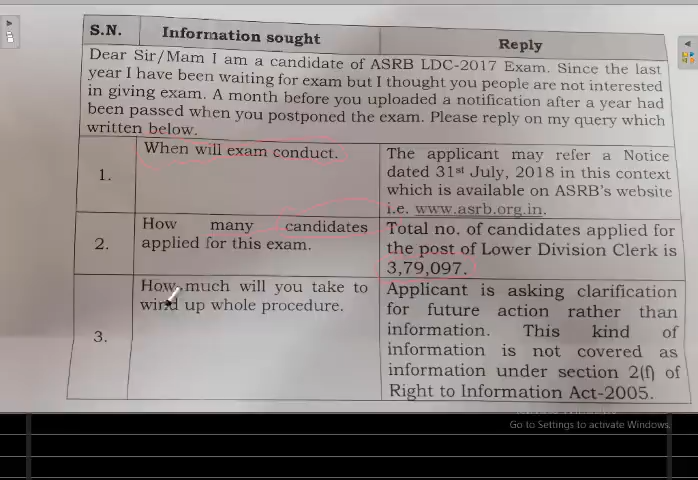 S.N. Information sought Reply
Dear Sir/Mam I am a candidate of ASRB LDC-2017 Exam. Since the last
year I have been waiting for exam but I thought you people are not interested
in giving exam. A month before you uploaded a notification after a year had
been passed when you postponed the exam. Please reply on my query which
written below.
1.
When will exam conduct.
The applicant may refer a Notice
dated 31st July, 2018 in this context
which is available on ASRB's website
i.e. www.asrb.org.in.
2.
How many candidates
applied for this exam.
Total no. of candidates applied for
the post of Lower Division Clerk is
3,79,097.
3.
How much will you take to
wind up whole procedure.
Applicant is asking clarification
for future action rather than
information. This kind of
information is not covered as
information under section 2(f) of
Right to Information Act-2005.
Go to Settings to activate Windows.